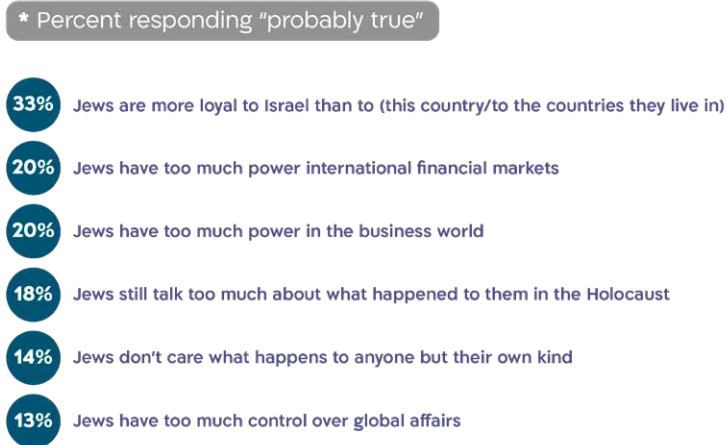 * Percent responding “probably true”
33% Jews are more loyal to Israel than to (this country/to the countries they live in)
20% Jews have too much power international financial markets
20% Jews have too much power in the business world
18% Jews still talk too much about what happened to them in the Holocaust
14% Jews don’t care what happens to anyone but their own kind
13% Jews have too much control over global affairs